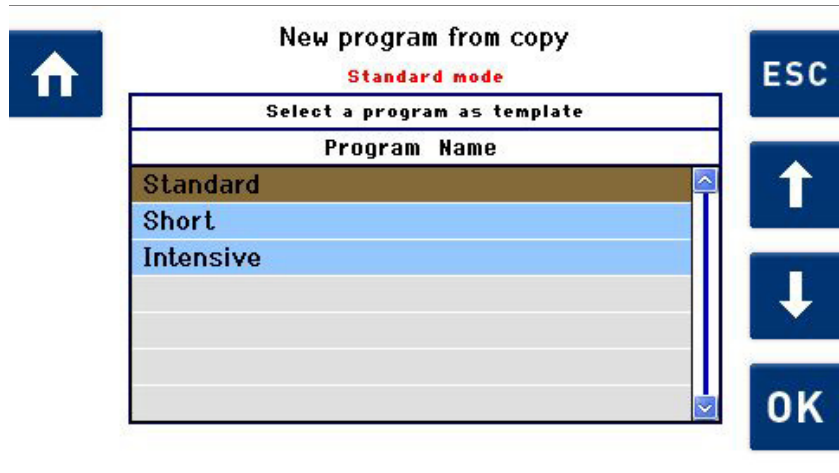 New program from copy
Standard mode
ESC
Select a program as template
Program Name
Standard
Short
Intensive
OK